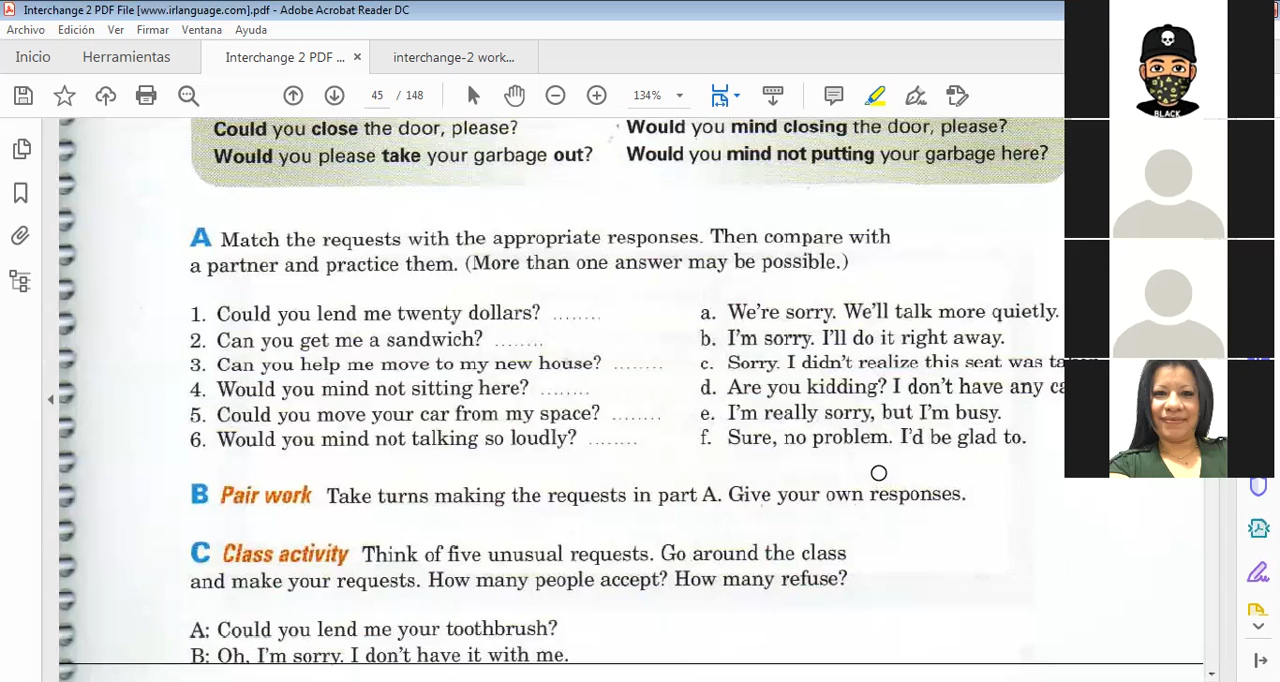 Interchange 2 PDF File [www.irlanguage.com].pdf - Adobe Acrobat Reader DC
Archivo Edición Ver Firmar Ventana Ayuda
Inicio Herramientas Interchange 2 PDF ... × interchange-2 work...
45 / 148 134%
Could you close the door, please? Would you mind closing the door, please?
Would you please take your garbage out? Would you mind not putting your garbage here?
A Match the requests with the appropriate responses. Then compare with
a partner and practice them. (More than one answer may be possible.)
1. Could you lend me twenty dollars? ........
2. Can you get me a sandwich? ........
3. Can you help me move to my new house? ........
4. Would you mind not sitting here? ........
5. Could you move your car from my space? ........
6. Would you mind not talking so loudly? ........
a. We're sorry. We'll talk more quietly.
b. I'm sorry. I'll do it right away.
c. Sorry. I didn't realize this seat was
d. Are you kidding? I don't have any ca
e. I'm really sorry, but I'm busy.
f. Sure, no problem. I'd be glad to.
B Pair work Take turns making the requests in part A. Give your own responses.
C Class activity Think of five unusual requests. Go around the class
and make your requests. How many people accept? How many refuse?
A: Could you lend me your toothbrush?
B: Oh, I'm sorry. I don't have it with me.
BLACK